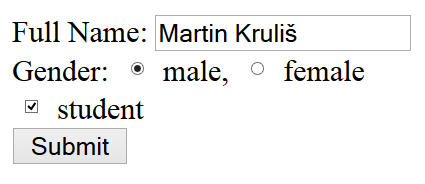 Full Name: Martin Kruliš
Gender: male, female
student
Submit